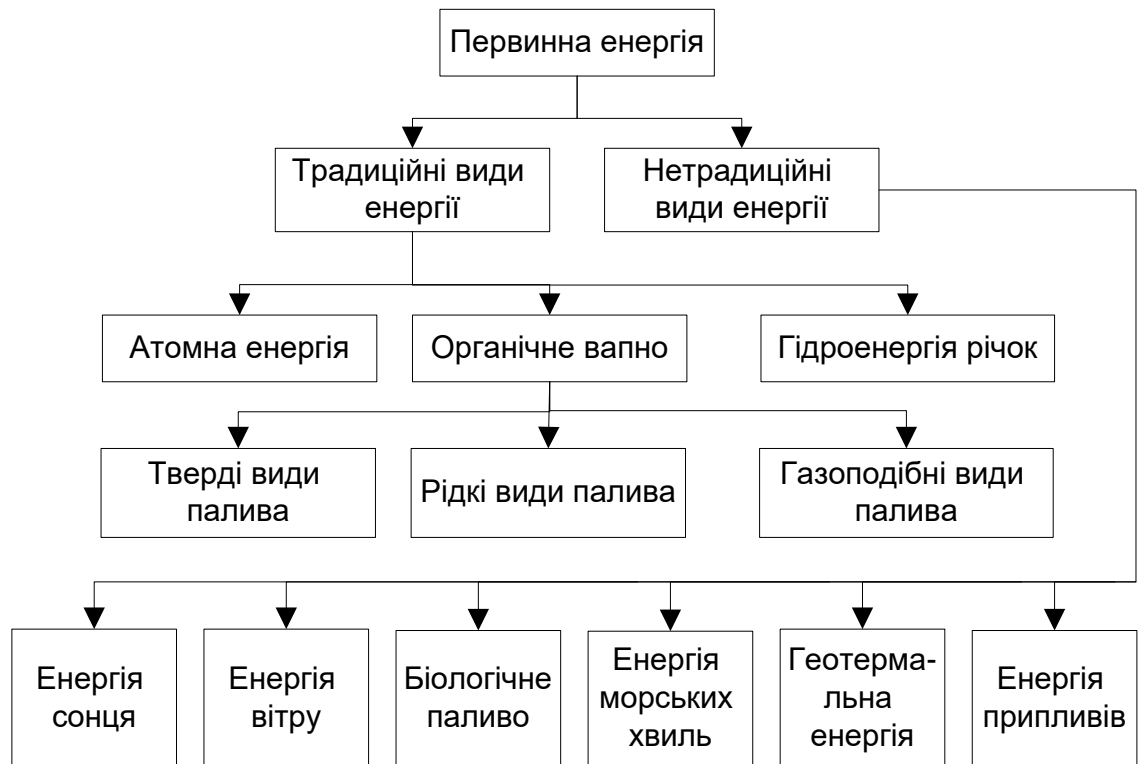 Первинна енергія
Традиційні види
енергії
Нетрадиційні
види енергії
Атомна енергія
Органічне вапно
Гідроенергія річок
Тверді види
палива
Рідкі види палива
Газоподібні види
палива
Енергія
сонця
Енергія
вітру
Біологічне
паливо
Енергія
морських
хвиль
Геотерма-
льна
енергія
Енергія
припливів